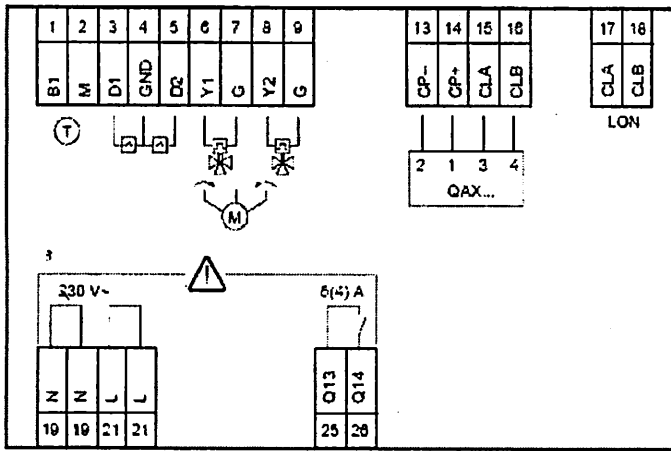 1 2 3 4 5 6 7 8 9
B1 M D1 GND D2 Y1 G Y2 G
13 14 15 16
CP- CP+ CLA CLB
17 18
CLA CLB
LON
T
2 1 3 4
QAX...
M
230 V~
6(4) A
N N L L
19 19 21 21
Q13 Q14
25 26